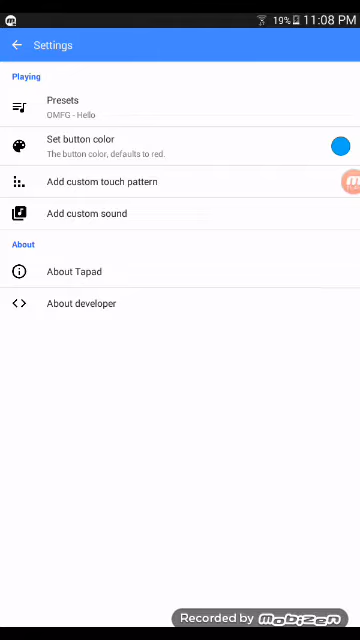 19% 11:08 PM
Settings
Playing
Presets
OMFG - Hello
Set button color
The button color, defaults to red.
Add custom touch pattern
Add custom sound
About
About Tapad
About developer
Recorded by mobizen